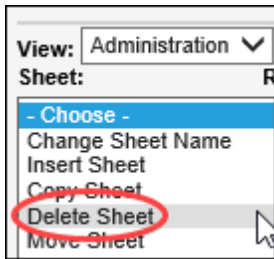 View: Administration
Sheet: R
- Choose -
Change Sheet Name
Insert Sheet
Copy Sheet
Delete Sheet
Move Sheet